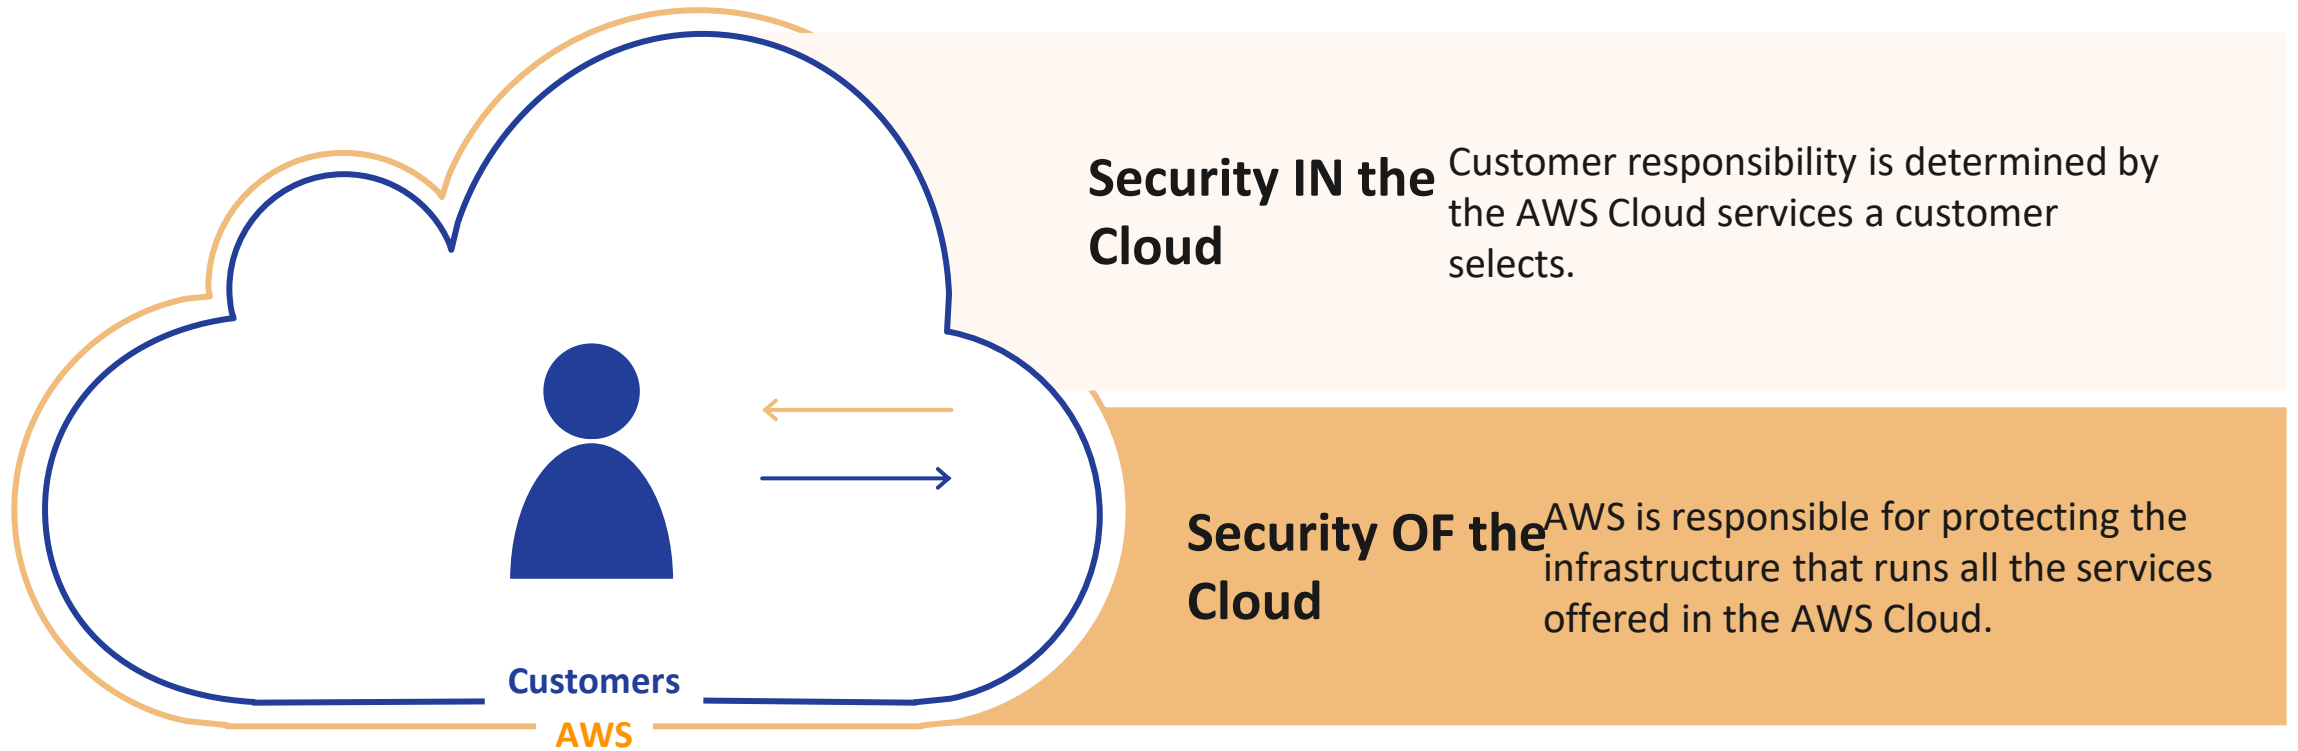 Security IN the
Cloud
Customer responsibility is determined by
the AWS Cloud services a customer
selects.
Security OF the
Cloud
AWS is responsible for protecting the
infrastructure that runs all the services
offered in the AWS Cloud.
Customers
AWS